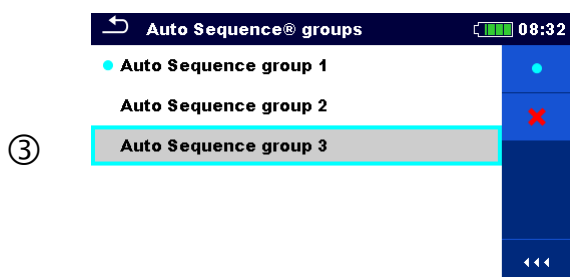 Auto Sequence® groups 08:32
Auto Sequence group 1
Auto Sequence group 2
③ Auto Sequence group 3